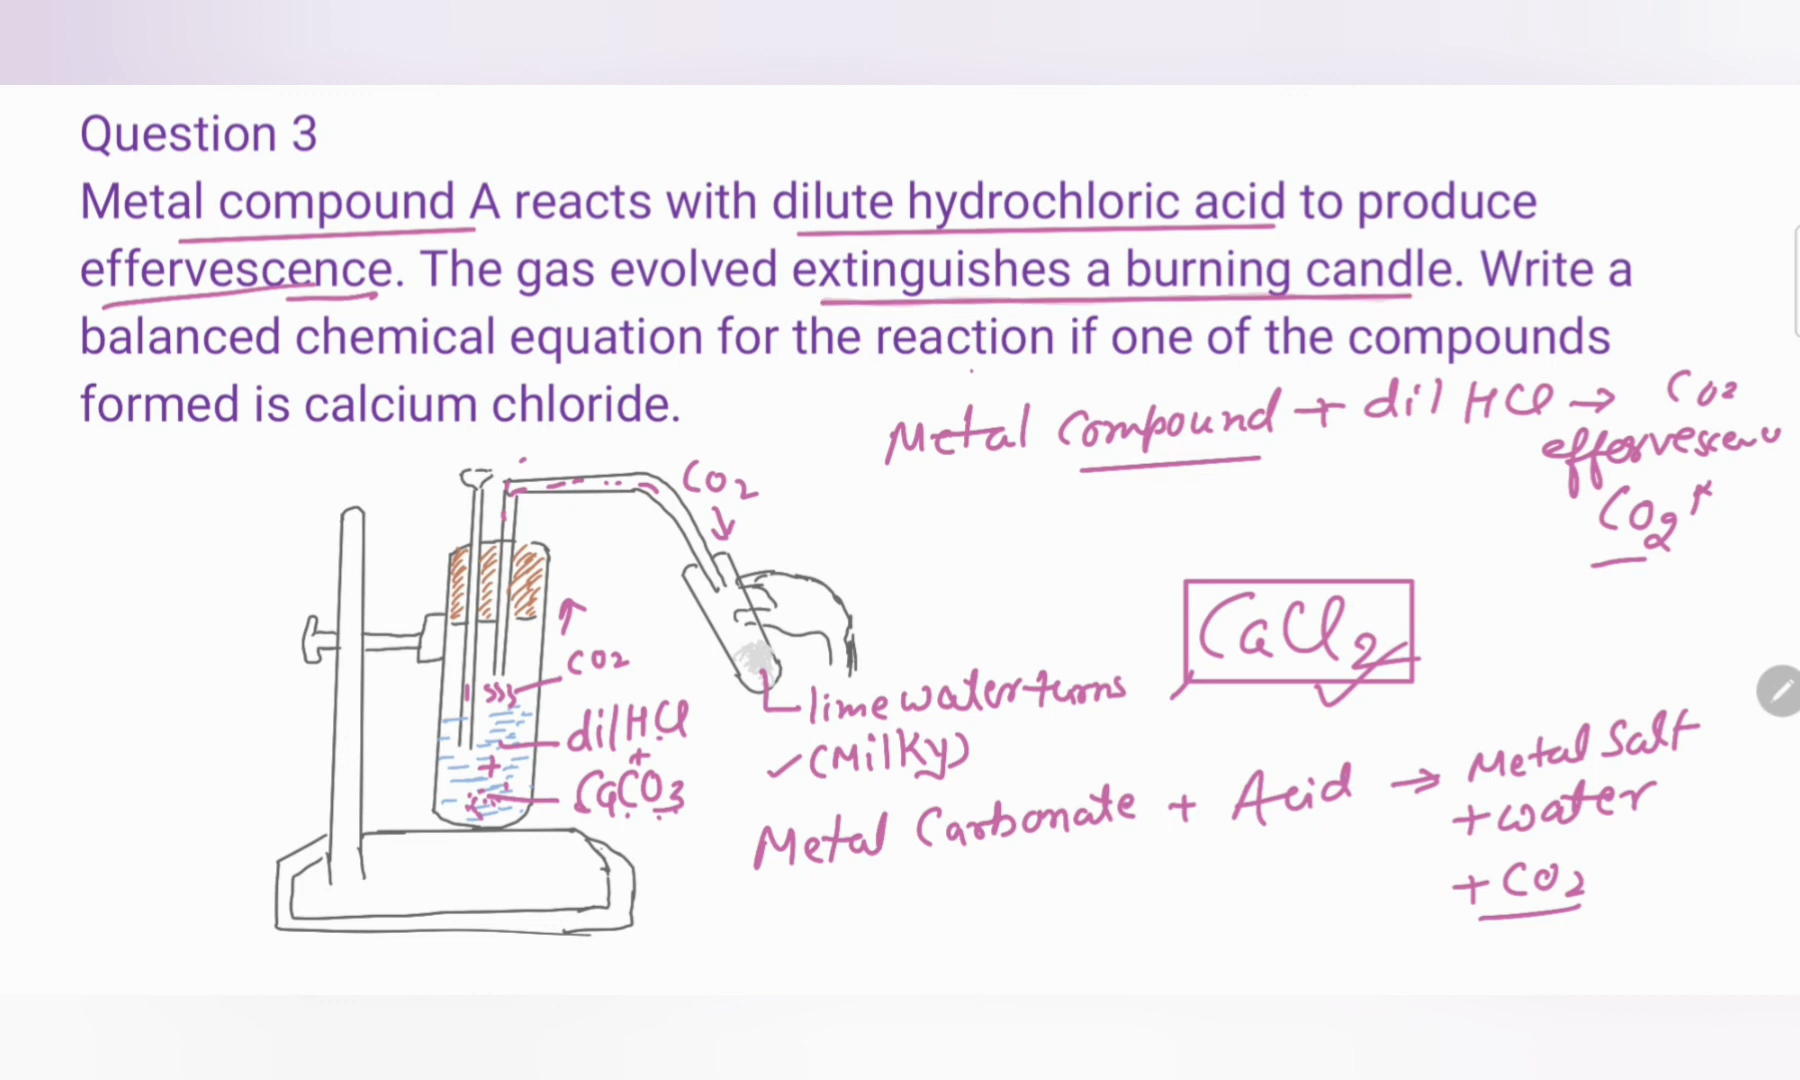 Question 3
Metal compound A reacts with dilute hydrochloric acid to produce
effervescence. The gas evolved extinguishes a burning candle. Write a
balanced chemical equation for the reaction if one of the compounds
formed is calcium chloride.
Metal Compound + dil HCl → CO2
effervescence
CO2↑
CO2
↓
CaCl2
↑
CO2
dil HCl
+
CaCO3
lime water turns
(Milky)
Metal Carbonate + Acid → Metal Salt
+ water
+ CO2